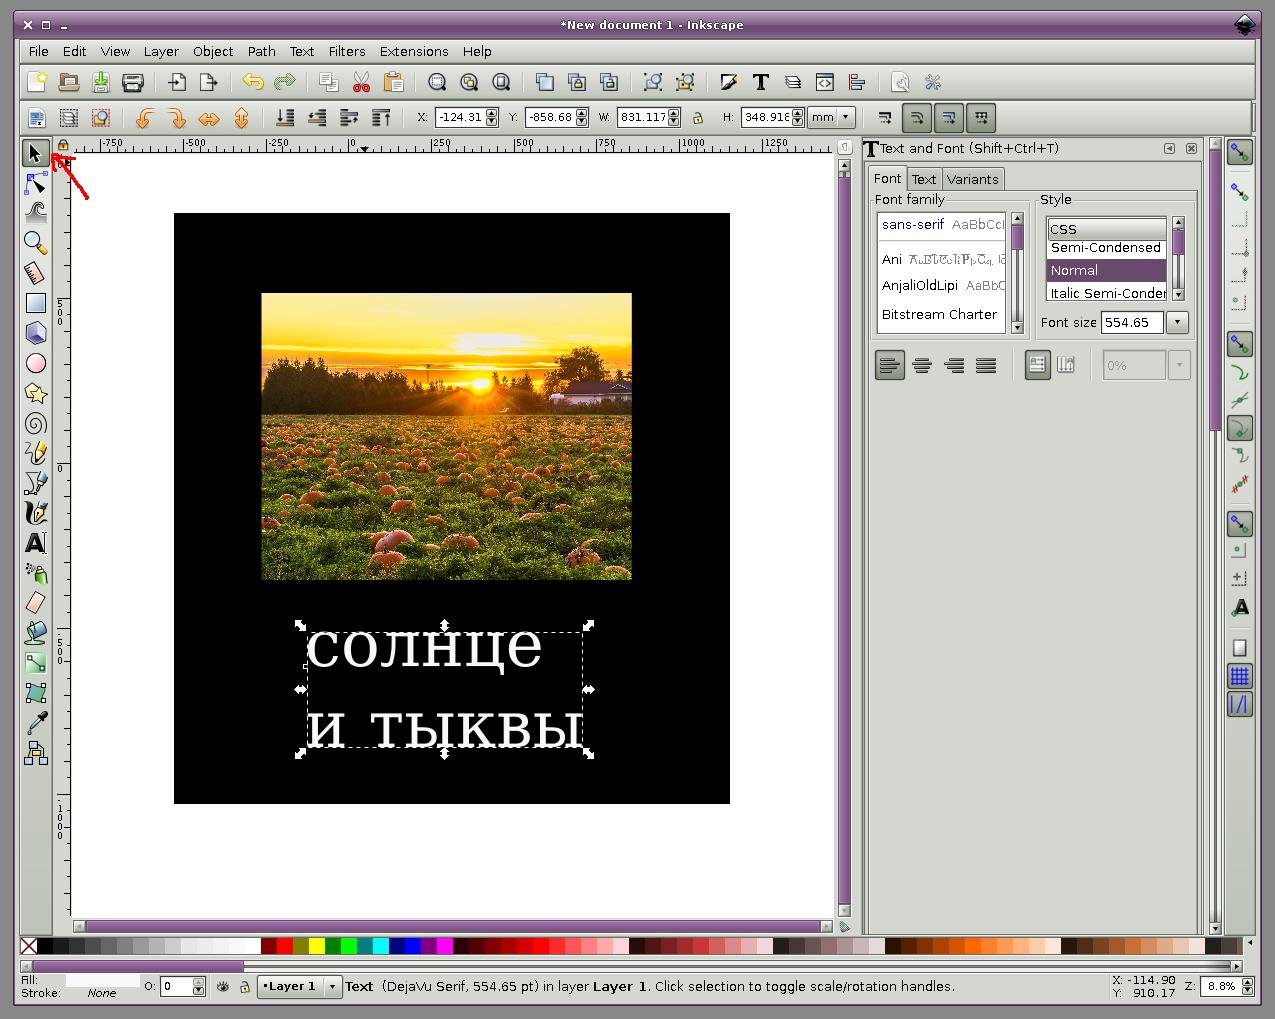 *New document 1 - Inkscape
File Edit View Layer Object Path Text Filters Extensions Help
X: -124.31 Y: -858.68 W: 831.117 H: 348.918 mm
-750 -500 -250 0 250 500 750 1000 1250
Text and Font (Shift+Ctrl+T)
Font Text Variants
Font family Style
sans-serif AaBbCcI
CSS
Semi-Condensed
Ani
Normal
AnjaliOldLipi AaBbC
Italic Semi-Conder
Bitstream Charter
Font size 554.65
0%
500
0
-500
-1000
солнце
и тыквы
Fill:
Stroke: None
O: 0
•Layer 1
Text (DejaVu Serif, 554.65 pt) in layer Layer 1. Click selection to toggle scale/rotation handles.
X: -114.90
Y: 910.17
Z: 8.8%